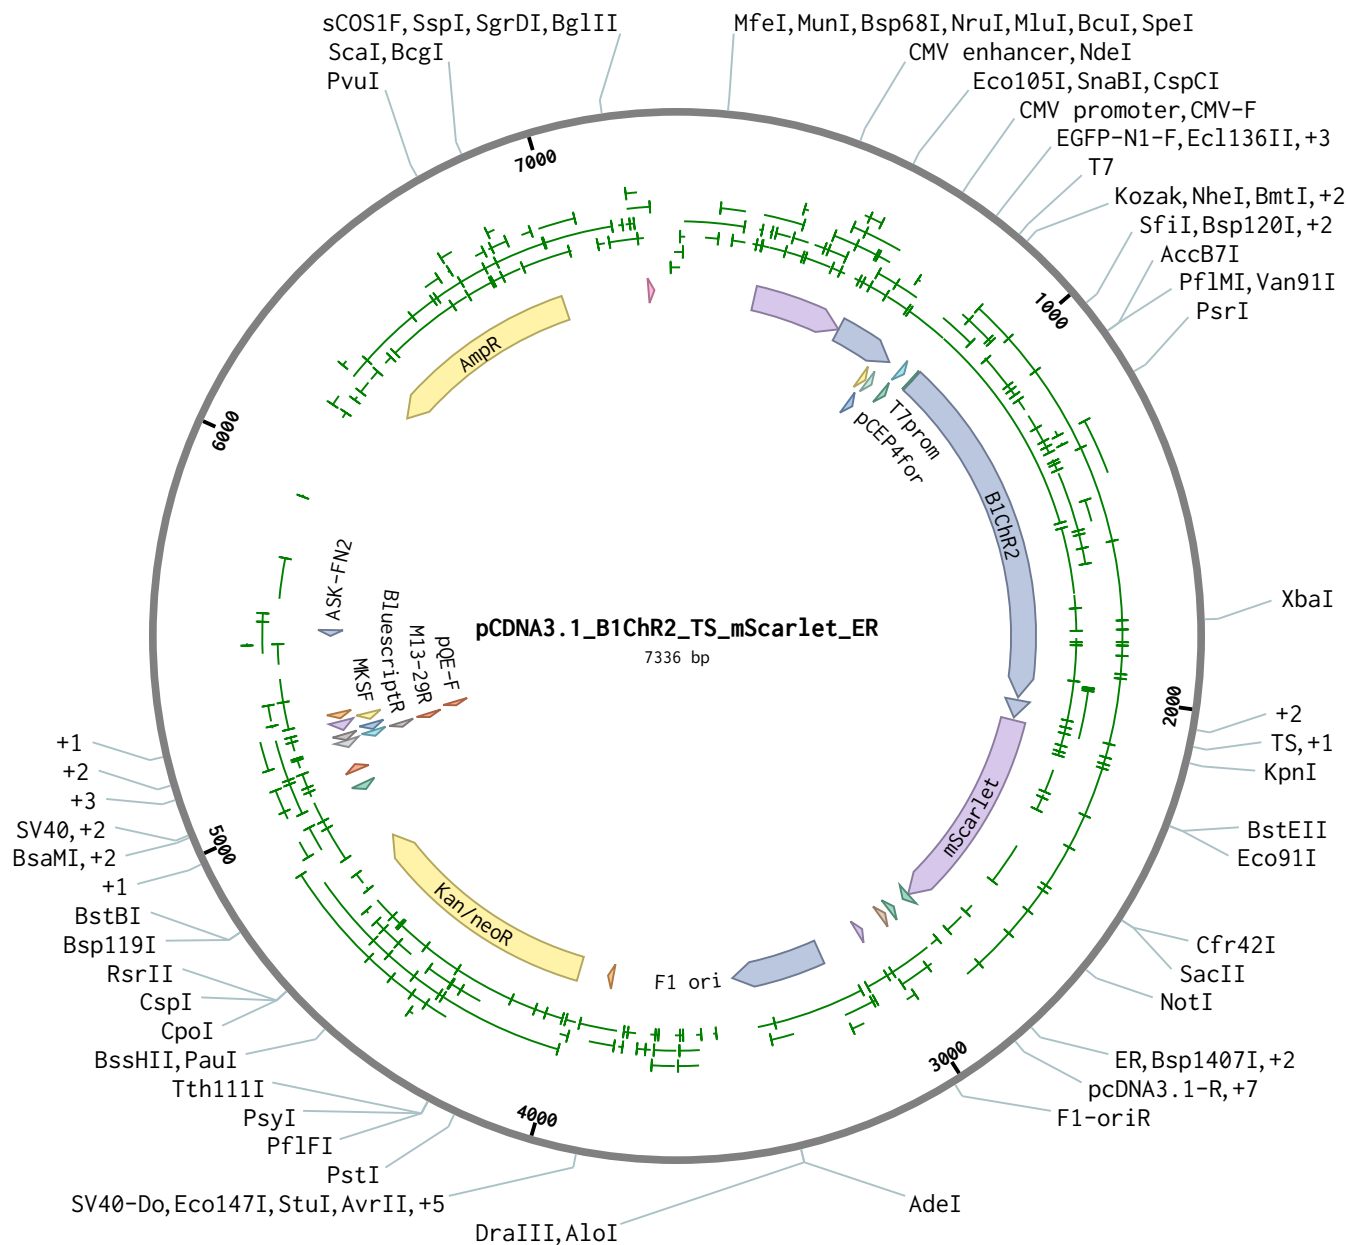 sCOS1F,SspI,SgrDI,BglII
ScaI,BcgI
PvuI
MfeI,MunI,Bsp68I,NruI,MluI,BcuI,SpeI
CMV enhancer,NdeI
Eco105I,SnaBI,CspCI
CMV promoter,CMV-F
EGFP-N1-F,Ecl136II,+3
T7
Kozak,NheI,BmtI,+2
SfiI,Bsp120I,+2
AccB7I
PflMI,Van91I
PsrI
7000
1000
6000
AmpR
T7prom
pCEP4for
B1ChR2
ASK-FN2
MKSF
BluescriptR
M13-29R
pQE-F
pCDNA3.1_B1ChR2_TS_mScarlet_ER
7336 bp
XbaI
2000
+2
TS,+1
KpnI
BstEII
Eco91I
mScarlet
+1
+2
+3
SV40,+2
BsaMI,+2
+1
5000
BstBI
Bsp119I
RsrII
CspI
CpoI
BssHII,PauI
Tth111I
PsyI
PflFI
PstI
SV40-Do,Eco147I,StuI,AvrII,+5
Kan/neoR
F1 ori
Cfr42I
SacII
NotI
3000
ER,Bsp1407I,+2
pcDNA3.1-R,+7
F1-oriR
4000
AdeI
DraIII,AloI